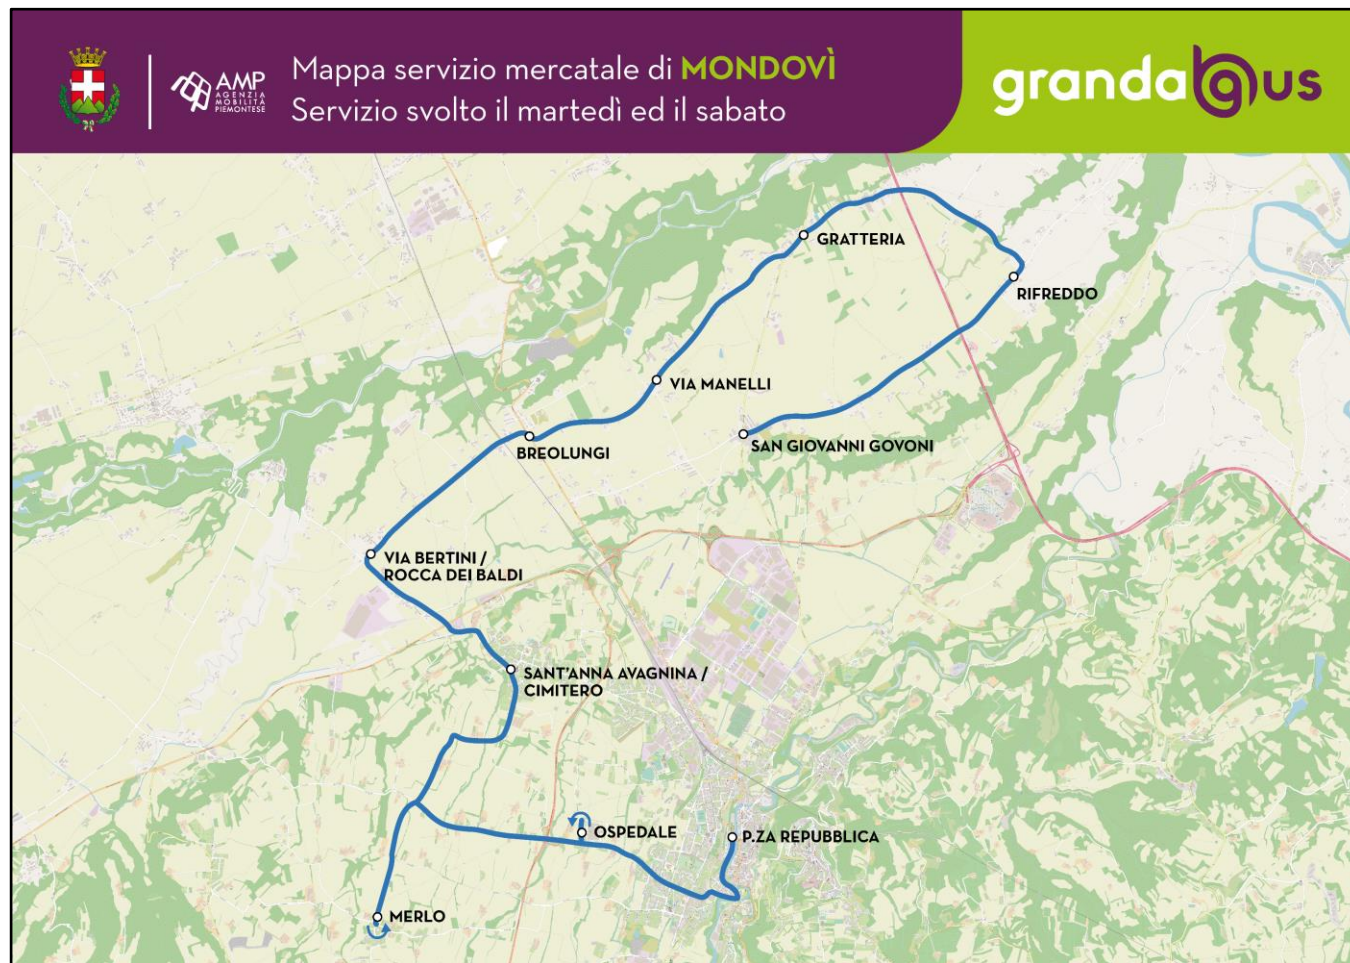 AMP
AGENZIA
MOBILITÀ
PIEMONTESE
Mappa servizio mercatale di MONDOVÌ
Servizio svolto il martedì ed il sabato
grandabus
GRATTERIA
RIFREDDO
VIA MANELLI
SAN GIOVANNI GOVONI
BREOLUNGI
VIA BERTINI /
ROCCA DEI BALDI
SANT'ANNA AVAGNINA /
CIMITERO
OSPEDALE
P.ZA REPUBBLICA
MERLO